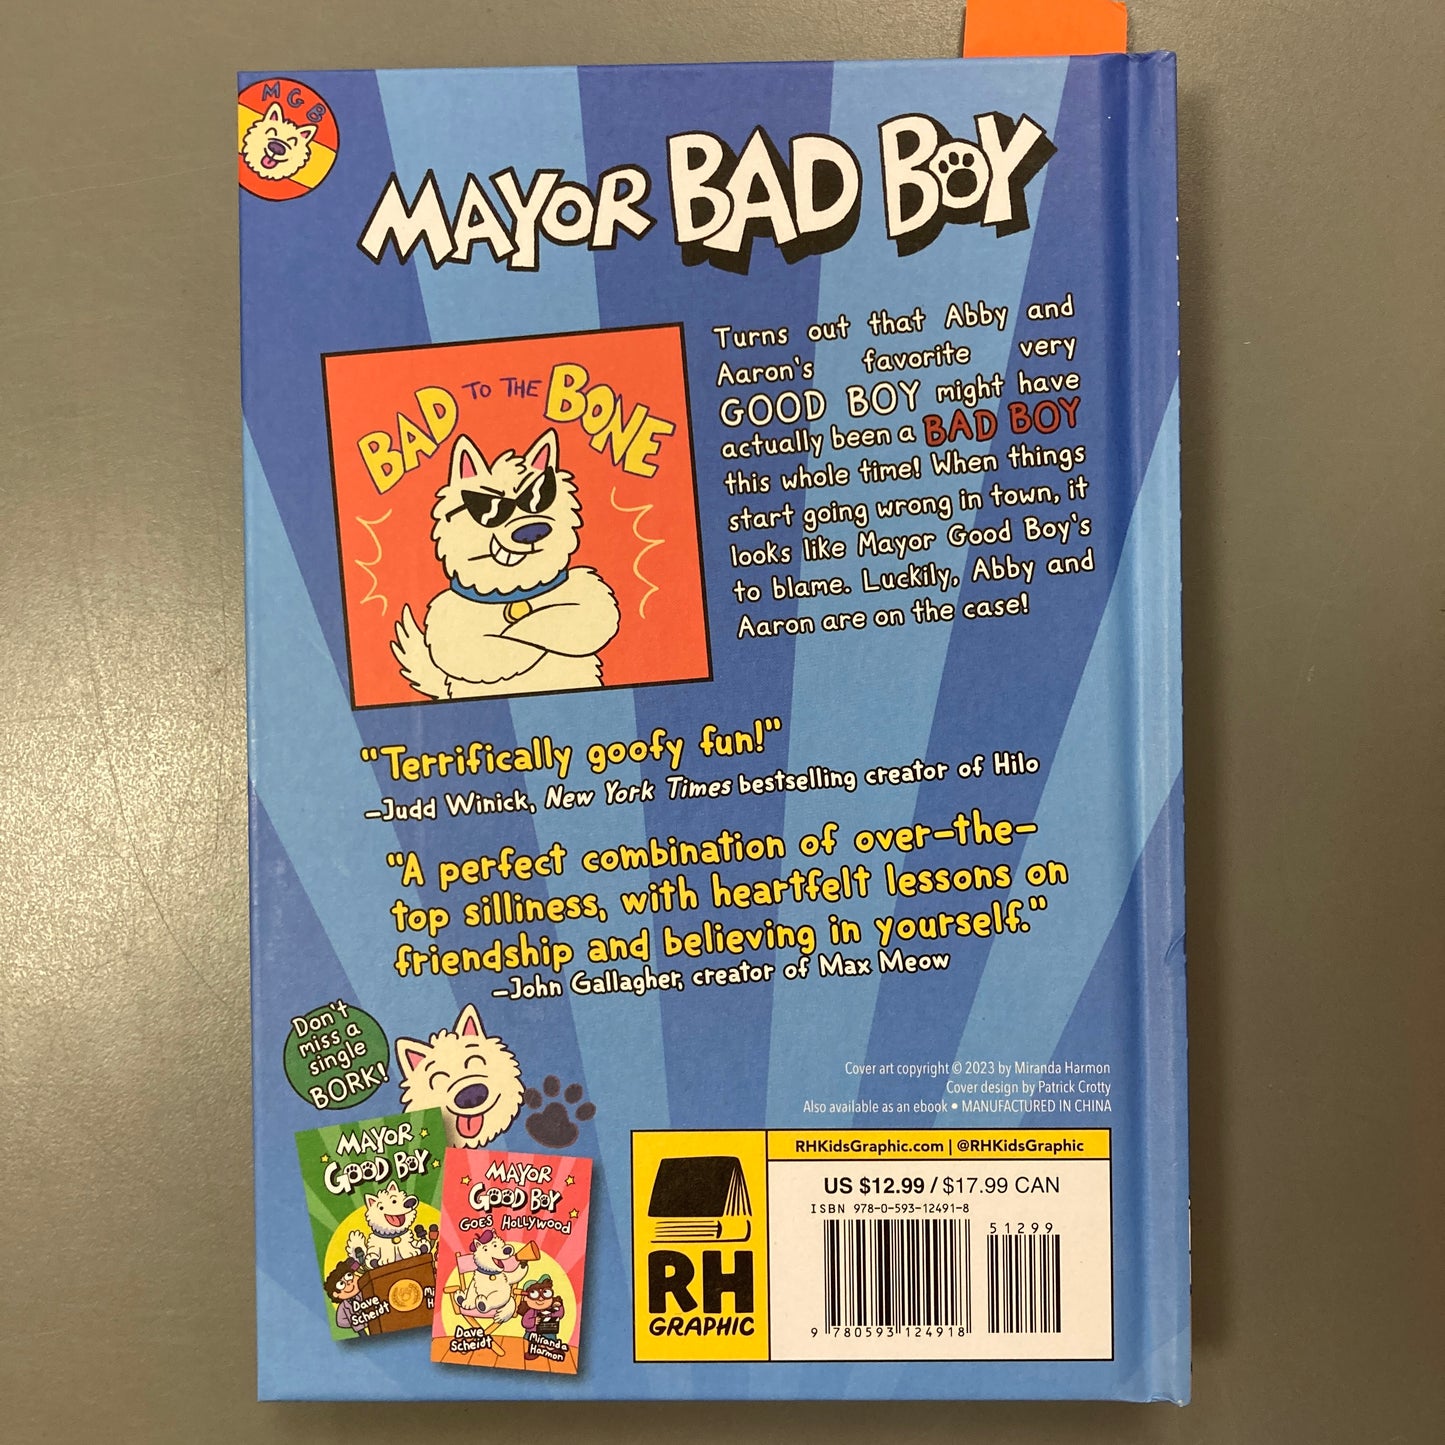 MGB
MAYOR BAD BOY
BAD TO THE BONE
Turns out that Abby and
Aaron's favorite very
GOOD BOY might have
actually been a BAD BOY
this whole time! When things
start going wrong in town, it
looks like Mayor Good Boy's
to blame. Luckily, Abby and
Aaron are on the case!
"Terrifically goofy fun!"
—Judd Winick, New York Times bestselling creator of Hilo
"A perfect combination of over-the-
top silliness, with heartfelt lessons on
friendship and believing in yourself."
—John Gallagher, creator of Max Meow
Don't
miss a
single
BORK!
MAYOR
GOOD BOY
Dave
Scheidt
MAYOR
GOOD BOY
GOES HOLLYWOOD
Dave
Scheidt
Miranda
Harmon
Cover art copyright © 2023 by Miranda Harmon
Cover design by Patrick Crotty
Also available as an ebook • MANUFACTURED IN CHINA
RH
GRAPHIC
RHKidsGraphic.com | @RHKidsGraphic
US $12.99 / $17.99 CAN
ISBN 978-0-593-12491-8
51299
9 780593 124918